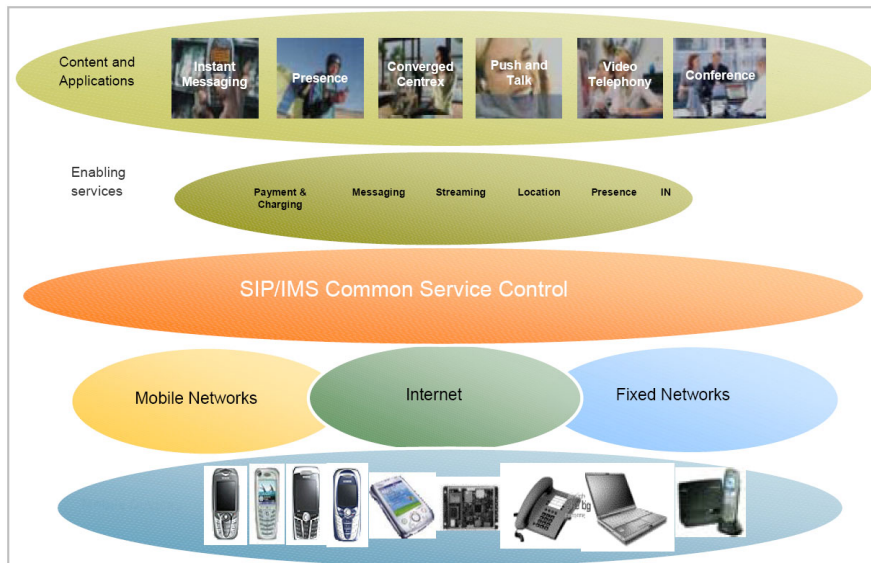 Content and
Applications
Instant
Messaging
Presence
Converged
Centrex
Push and
Talk
Video
Telephony
Conference
Enabling
services
Payment &
Charging
Messaging
Streaming
Location
Presence
IN
SIP/IMS Common Service Control
Mobile Networks
Internet
Fixed Networks